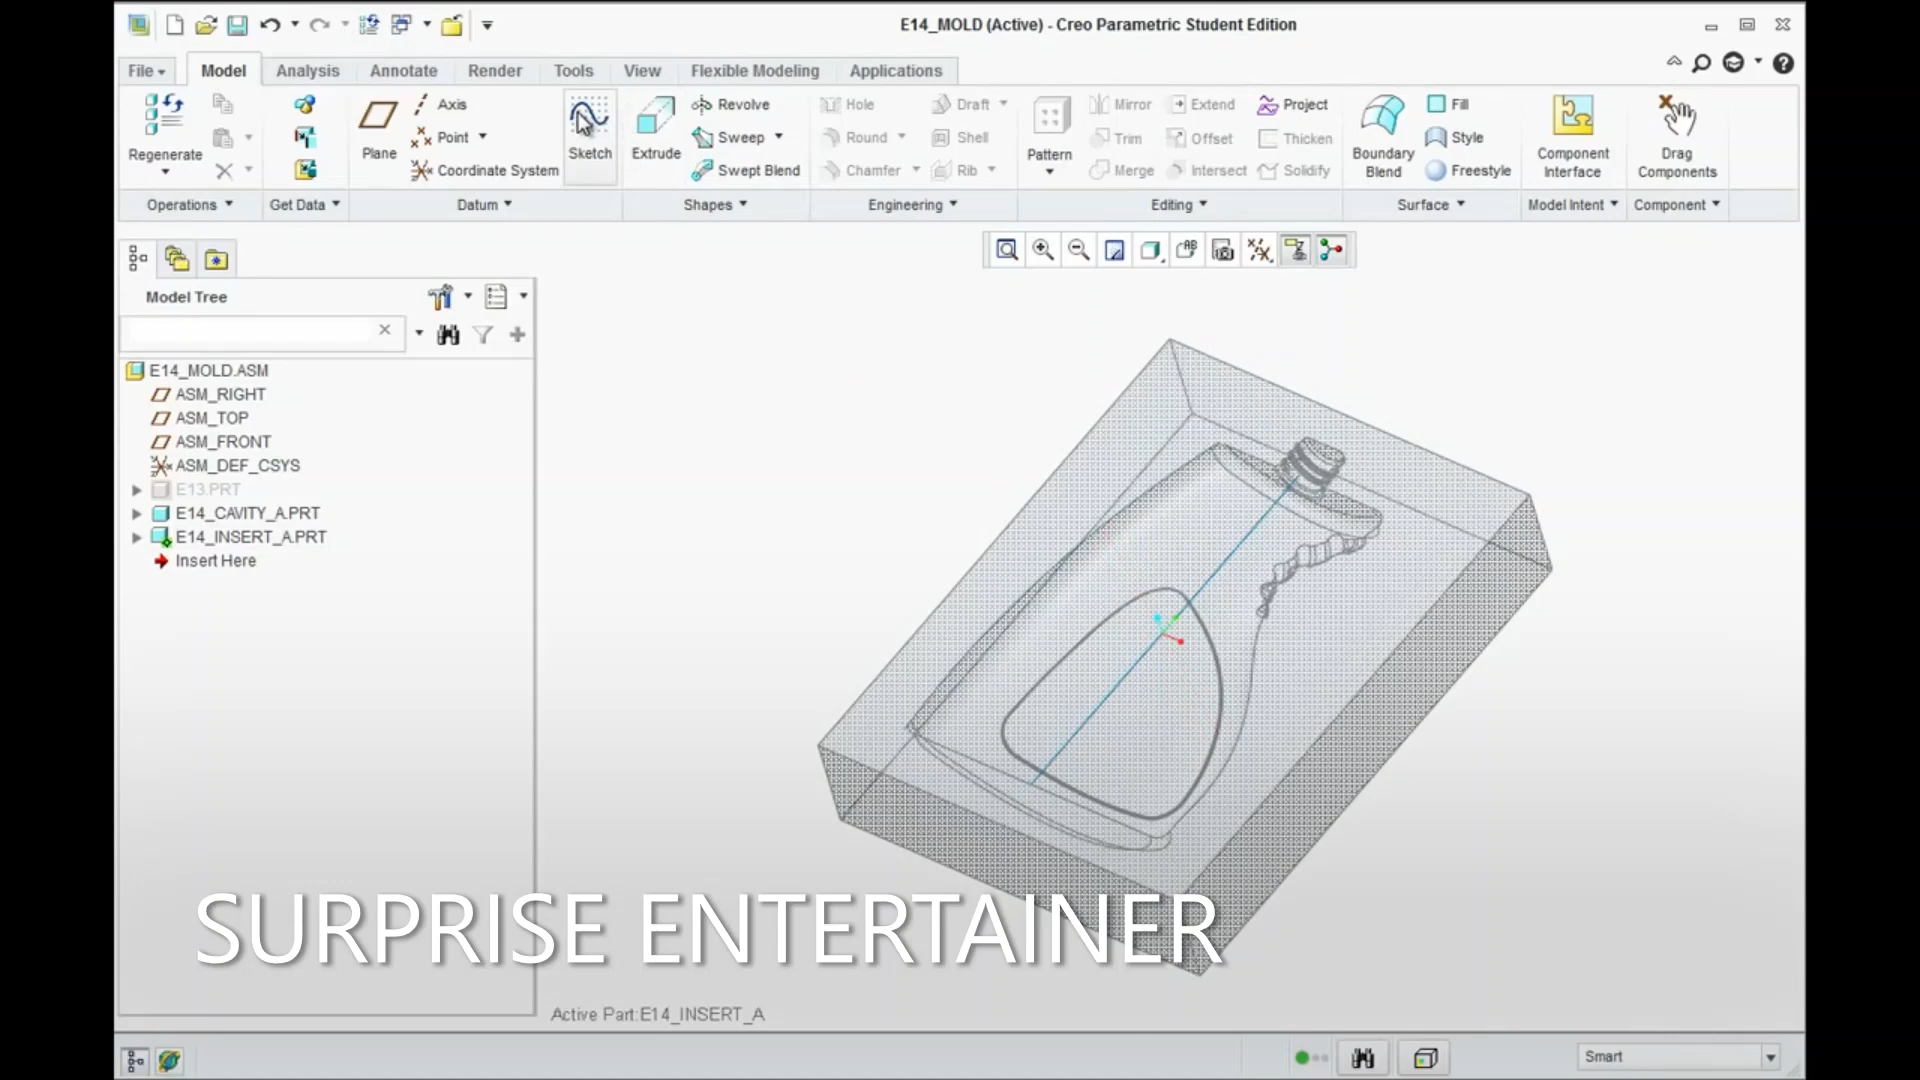 E14_MOLD (Active) - Creo Parametric Student Edition
File Model Analysis Annotate Render Tools View Flexible Modeling Applications
Regenerate
Operations
Get Data
Plane
Axis
Point
Coordinate System
Sketch
Datum
Extrude
Revolve
Sweep
Swept Blend
Shapes
Hole
Round
Chamfer
Draft
Shell
Rib
Engineering
Pattern
Mirror
Trim
Merge
Extend
Offset
Intersect
Project
Thicken
Solidify
Editing
Boundary
Blend
Fill
Style
Freestyle
Surface
Component
Interface
Model Intent
Drag
Components
Component
Model Tree
E14_MOLD.ASM
ASM_RIGHT
ASM_TOP
ASM_FRONT
ASM_DEF_CSYS
E13.PRT
E14_CAVITY_A.PRT
E14_INSERT_A.PRT
Insert Here
SURPRISE ENTERTAINER
Active Part:E14_INSERT_A
Smart